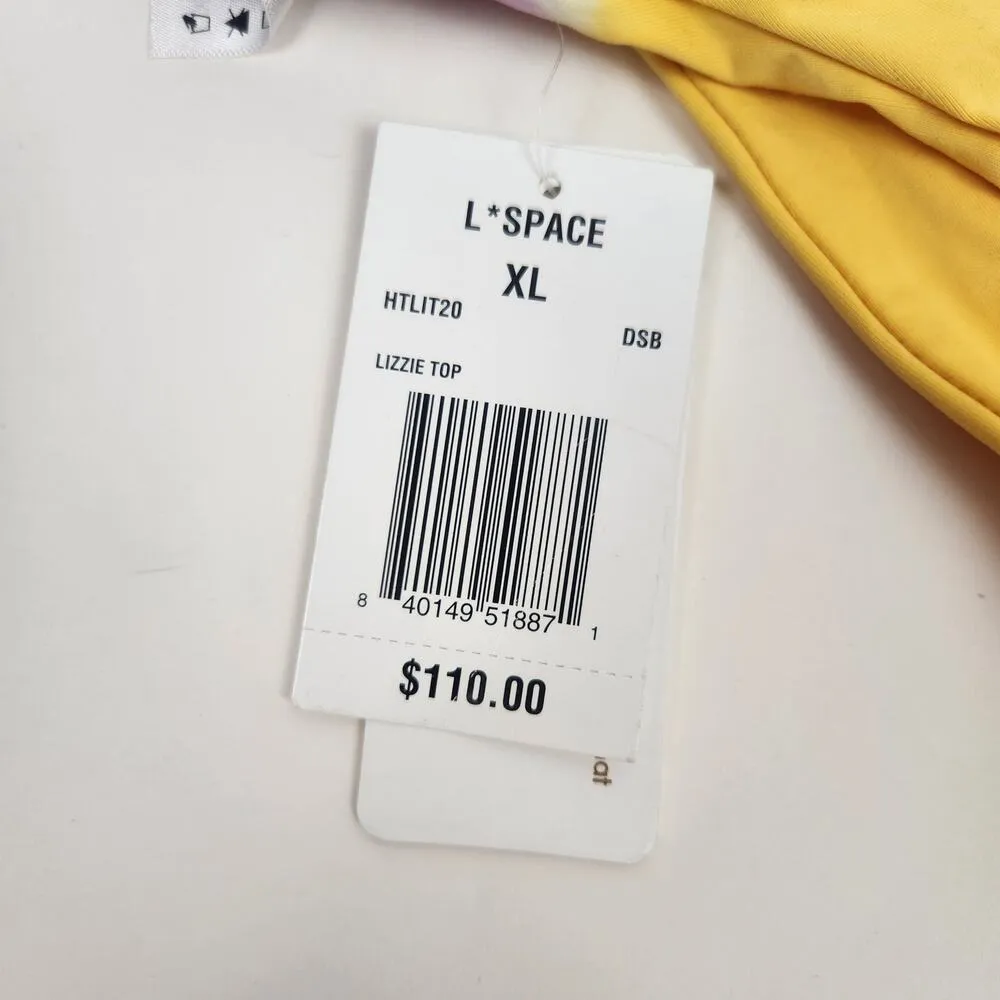 L*SPACE
XL
HTLIT20
DSB
LIZZIE TOP
8 40149 51887 1
$110.00